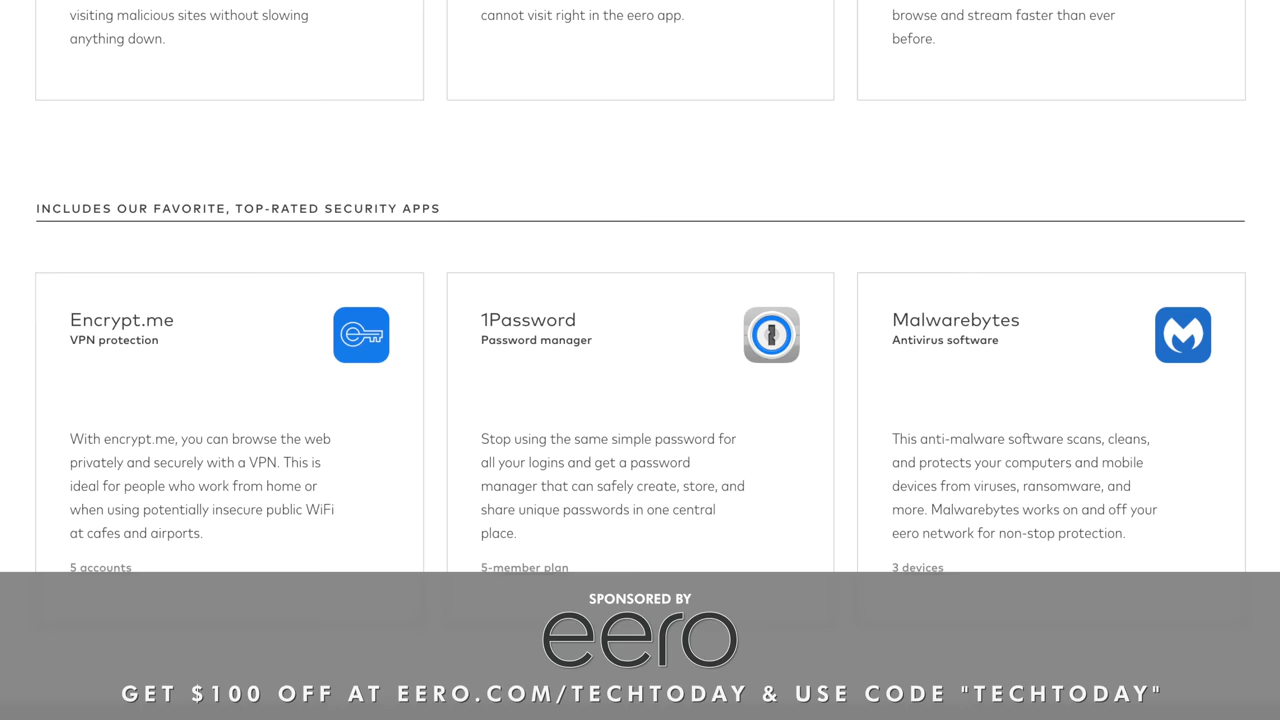 visiting malicious sites without slowing
anything down.
cannot visit right in the eero app.
browse and stream faster than ever
before.
INCLUDES OUR FAVORITE, TOP-RATED SECURITY APPS
Encrypt.me
VPN protection
With encrypt.me, you can browse the web
privately and securely with a VPN. This is
ideal for people who work from home or
when using potentially insecure public WiFi
at cafes and airports.
5 accounts
1Password
Password manager
Stop using the same simple password for
all your logins and get a password
manager that can safely create, store, and
share unique passwords in one central
place.
5-member plan
Malwarebytes
Antivirus software
This anti-malware software scans, cleans,
and protects your computers and mobile
devices from viruses, ransomware, and
more. Malwarebytes works on and off your
eero network for non-stop protection.
3 devices
SPONSORED BY
eero
GET $100 OFF AT EERO.COM/TECHTODAY & USE CODE "TECHTODAY"